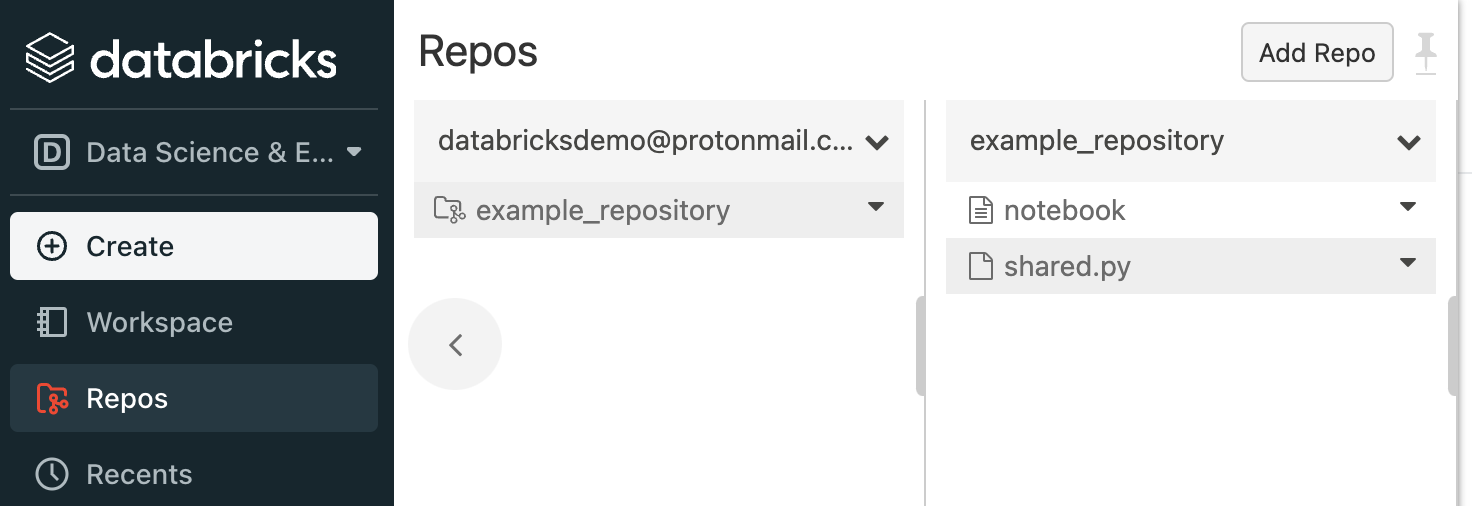 databricks
D Data Science & E...
Create
Workspace
Repos
Recents
Repos
Add Repo
databricksdemo@protonmail.c...
example_repository
example_repository
notebook
shared.py